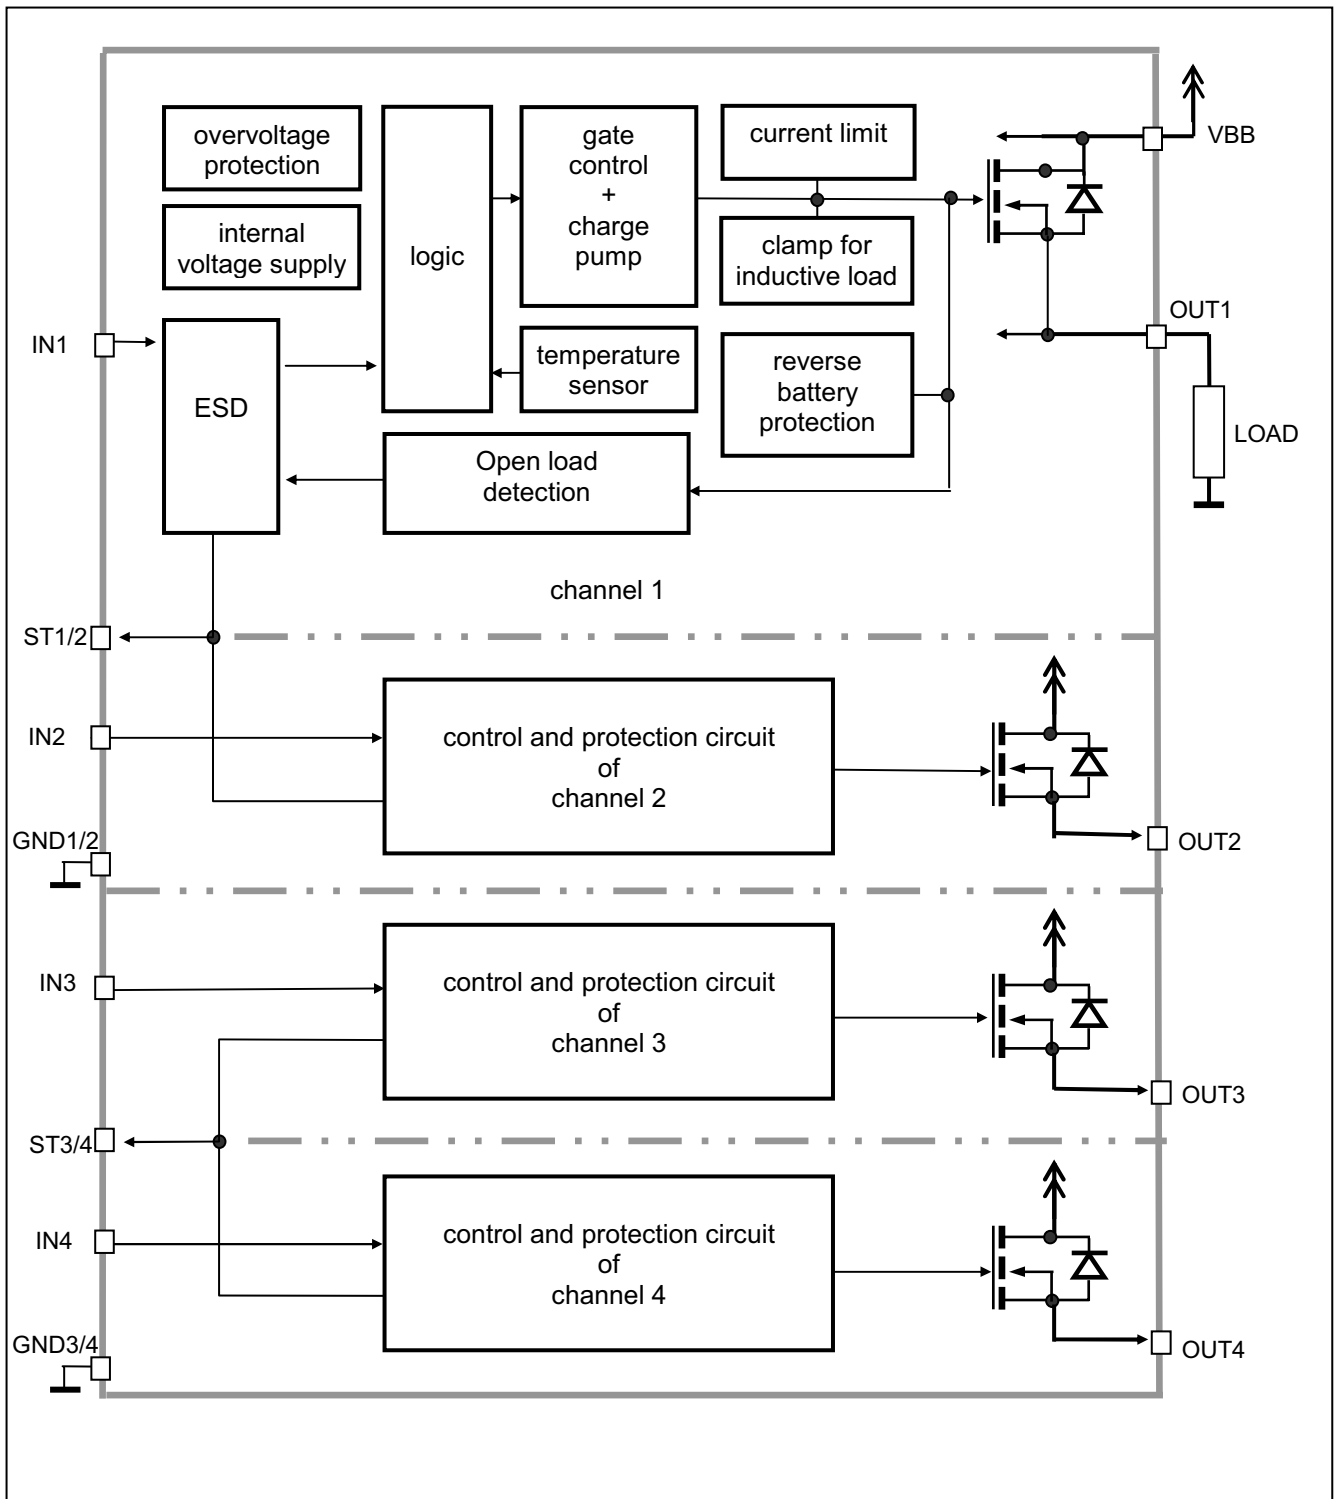 overvoltage
protection
internal
voltage supply
logic
gate
control
+
charge
pump
current limit
clamp for
inductive load
VBB
IN1
ESD
temperature
sensor
reverse
battery
protection
OUT1
LOAD
Open load
detection
channel 1
ST1/2
IN2
control and protection circuit
of
channel 2
GND1/2
OUT2
IN3
control and protection circuit
of
channel 3
OUT3
ST3/4
IN4
control and protection circuit
of
channel 4
GND3/4
OUT4